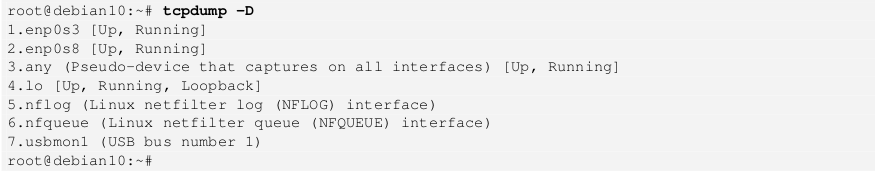 root@debian10:~# tcpdump -D
1.enp0s3 [Up, Running]
2.enp0s8 [Up, Running]
3.any (Pseudo-device that captures on all interfaces) [Up, Running]
4.lo [Up, Running, Loopback]
5.nflog (Linux netfilter log (NFLOG) interface)
6.nfqueue (Linux netfilter queue (NFQUEUE) interface)
7.usbmon1 (USB bus number 1)
root@debian10:~#